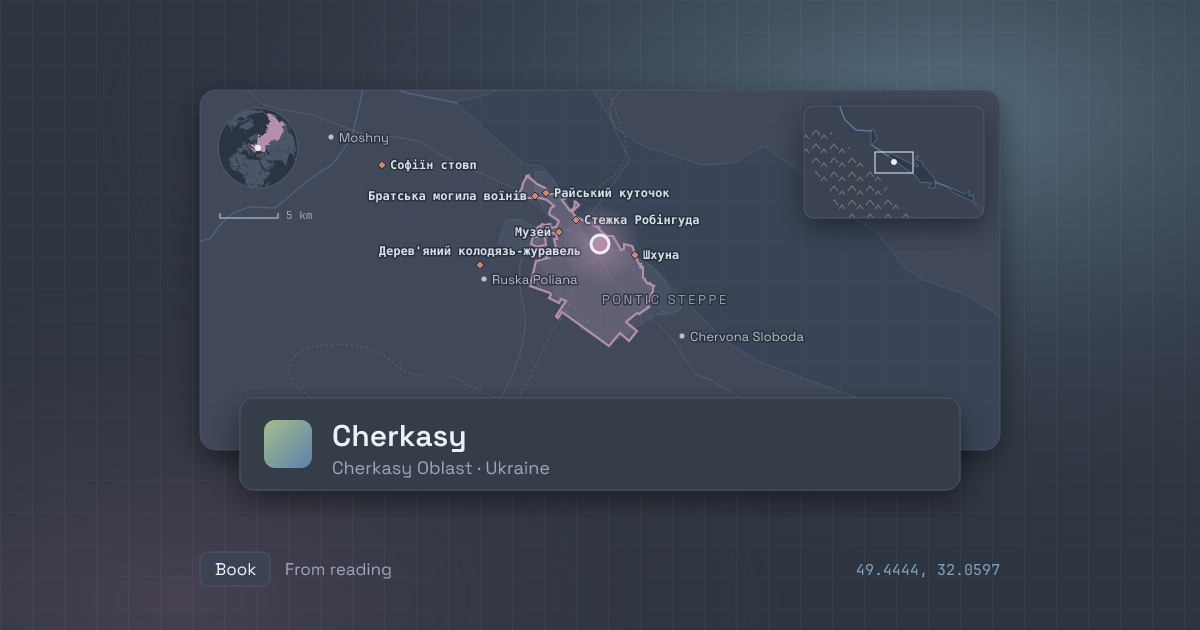 Moshny
Софіїн стовп
Братська могила воїнів
Райський куточок
5 km
Стежка Робінгуда
Музей
Дерев'яний колодязь-журавель
Шхуна
Ruska Poliana
PONTIC STEPPE
Chervona Sloboda
Cherkasy
Cherkasy Oblast · Ukraine
Book
From reading
49.4444, 32.0597